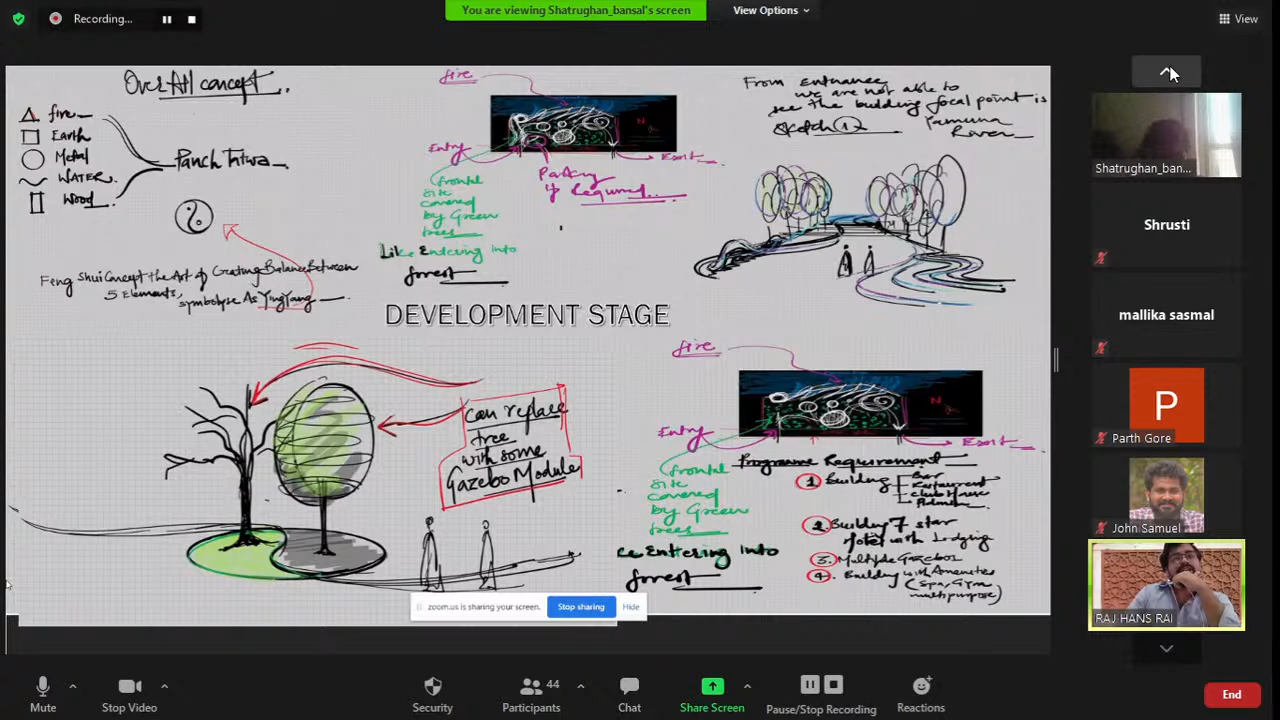 Recording...
You are viewing Shatrughan_bansal's screen
View Options
View
OverAll concept..
fire
Earth
Metal
WATER
Wood
Panch Tatwa
Feng Shui Concept the Art of Creating Balance Between
5 Elements,
symbolyse As YingYang
fire
Entry
Exit
Parking
if Required...
frontal
Site
covered
by Green
trees
Like Entering into
forest
From Entrance
we are not able to
see the building focal point is
Yamuna
River
Sketch ①
DEVELOPMENT STAGE
can replace
tree
with some
Gazebo Module
fire
N
Entry
Exit
frontal
Site
covered
by Green
trees
ke Entering into
forest
Programe Requirement
1 Building
Bar
Restaurant
Club House
2. Building 7 star
Hotel with Lodging
3. Multiple Gazebos
4. Building with Amenities
(Spa, Gym
multipurpose)
zoom.us is sharing your screen.
Stop sharing
Hide
Shatrughan_ban...
Shrusti
mallika sasmal
P
Parth Gore
John Samuel
RAJ HANS RAI
Mute
Stop Video
Security
44
Participants
Chat
Share Screen
Pause/Stop Recording
Reactions
End